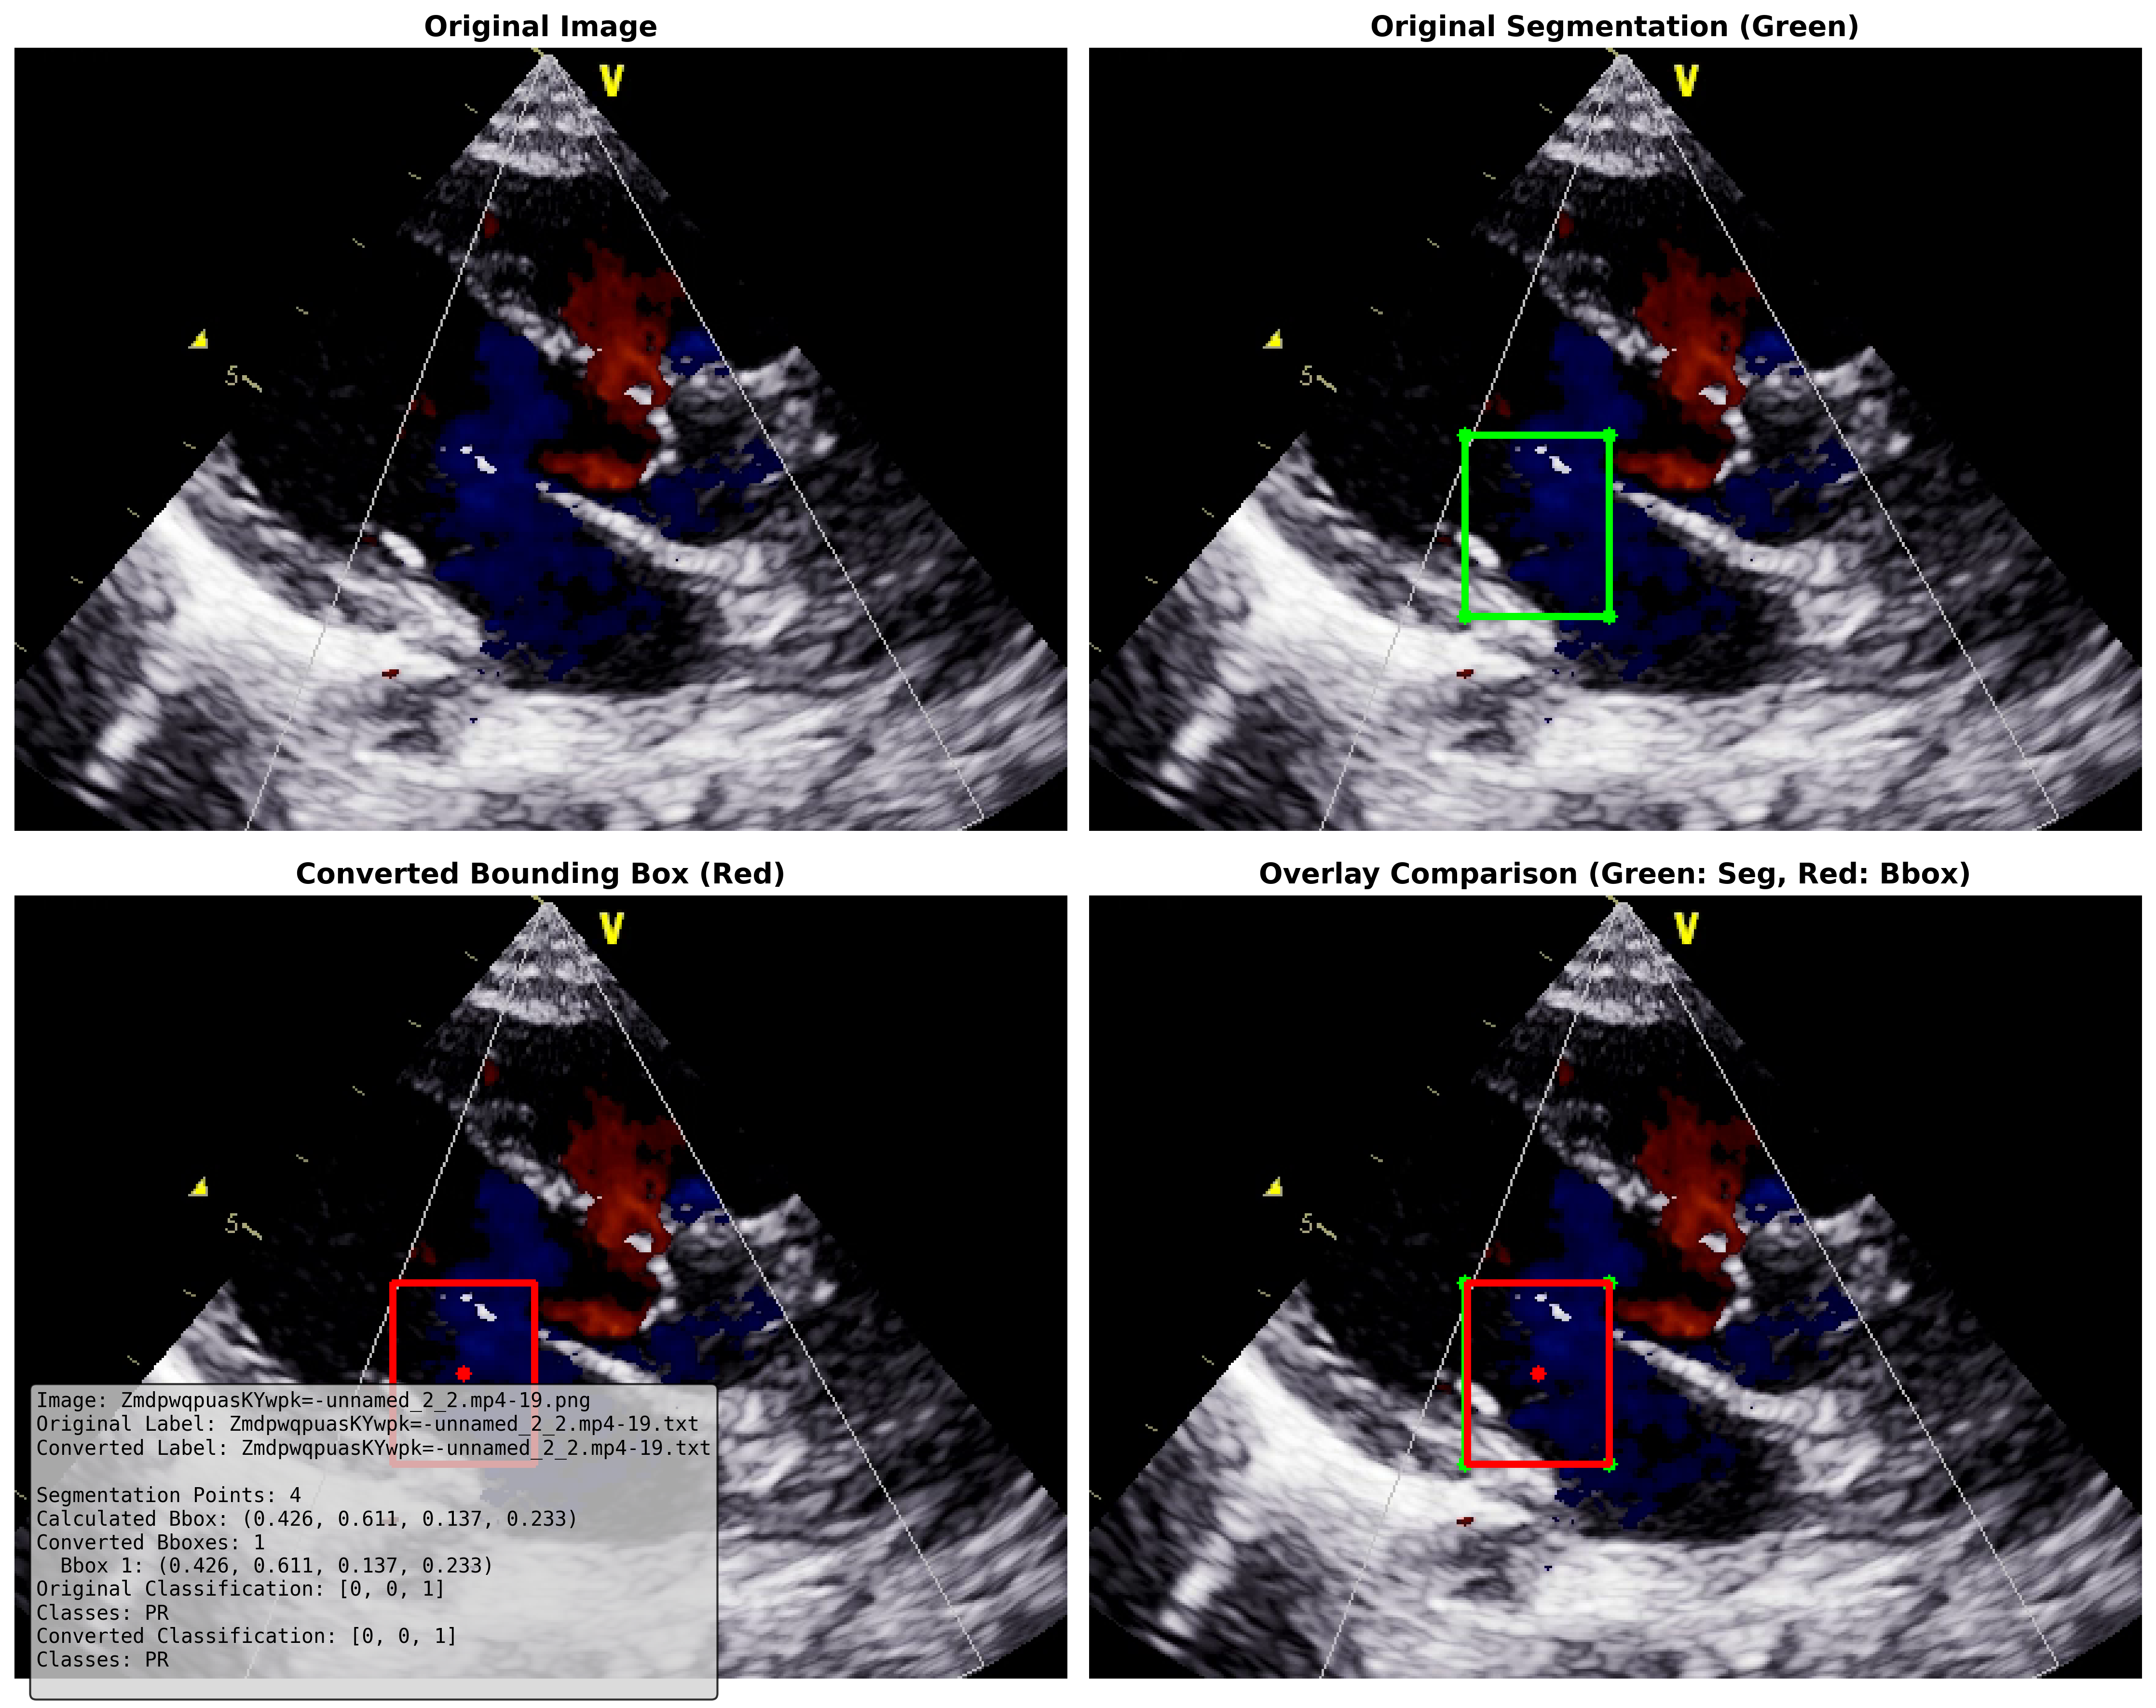 Original Image
Original Segmentation (Green)
V
5
V
5
Converted Bounding Box (Red)
Overlay Comparison (Green: Seg, Red: Bbox)
V
5
V
5
Image: ZmdpwqpuasKYwpk=-unnamed_2_2.mp4-19.png
Original Label: ZmdpwqpuasKYwpk=-unnamed_2_2.mp4-19.txt
Converted Label: ZmdpwqpuasKYwpk=-unnamed_2_2.mp4-19.txt
Segmentation Points: 4
Calculated Bbox: (0.426, 0.611, 0.137, 0.233)
Converted Bboxes: 1
Bbox 1: (0.426, 0.611, 0.137, 0.233)
Original Classification: [0, 0, 1]
Classes: PR
Converted Classification: [0, 0, 1]
Classes: PR